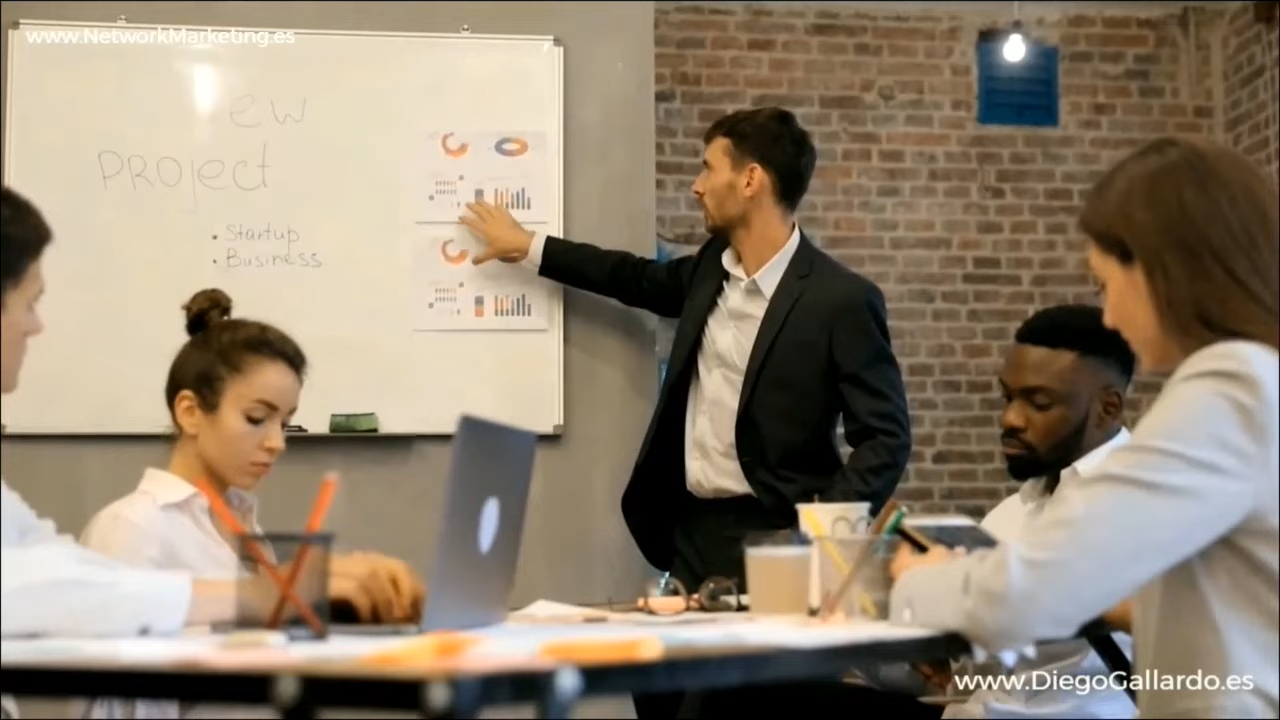 www.NetworkMarketing.es
ew
PROject
• Startup
• Business
www.DiegoGallardo.es